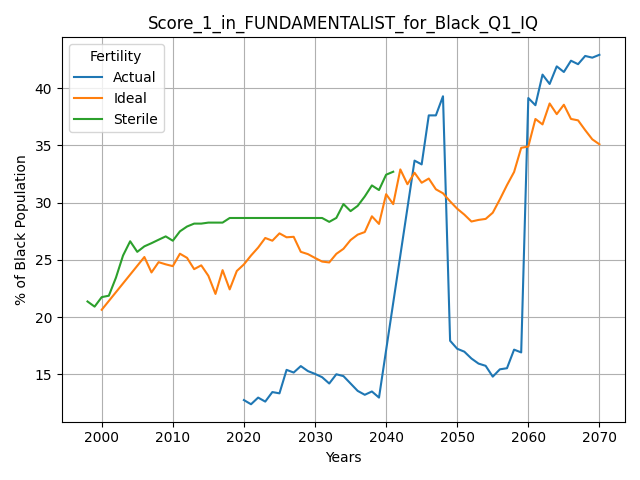 Score_1_in_FUNDAMENTALIST_for_Black_Q1_IQ
Fertility
Actual
Ideal
Sterile
% of Black Population
40
35
30
25
20
15
2000 2010 2020 2030 2040 2050 2060 2070
Years